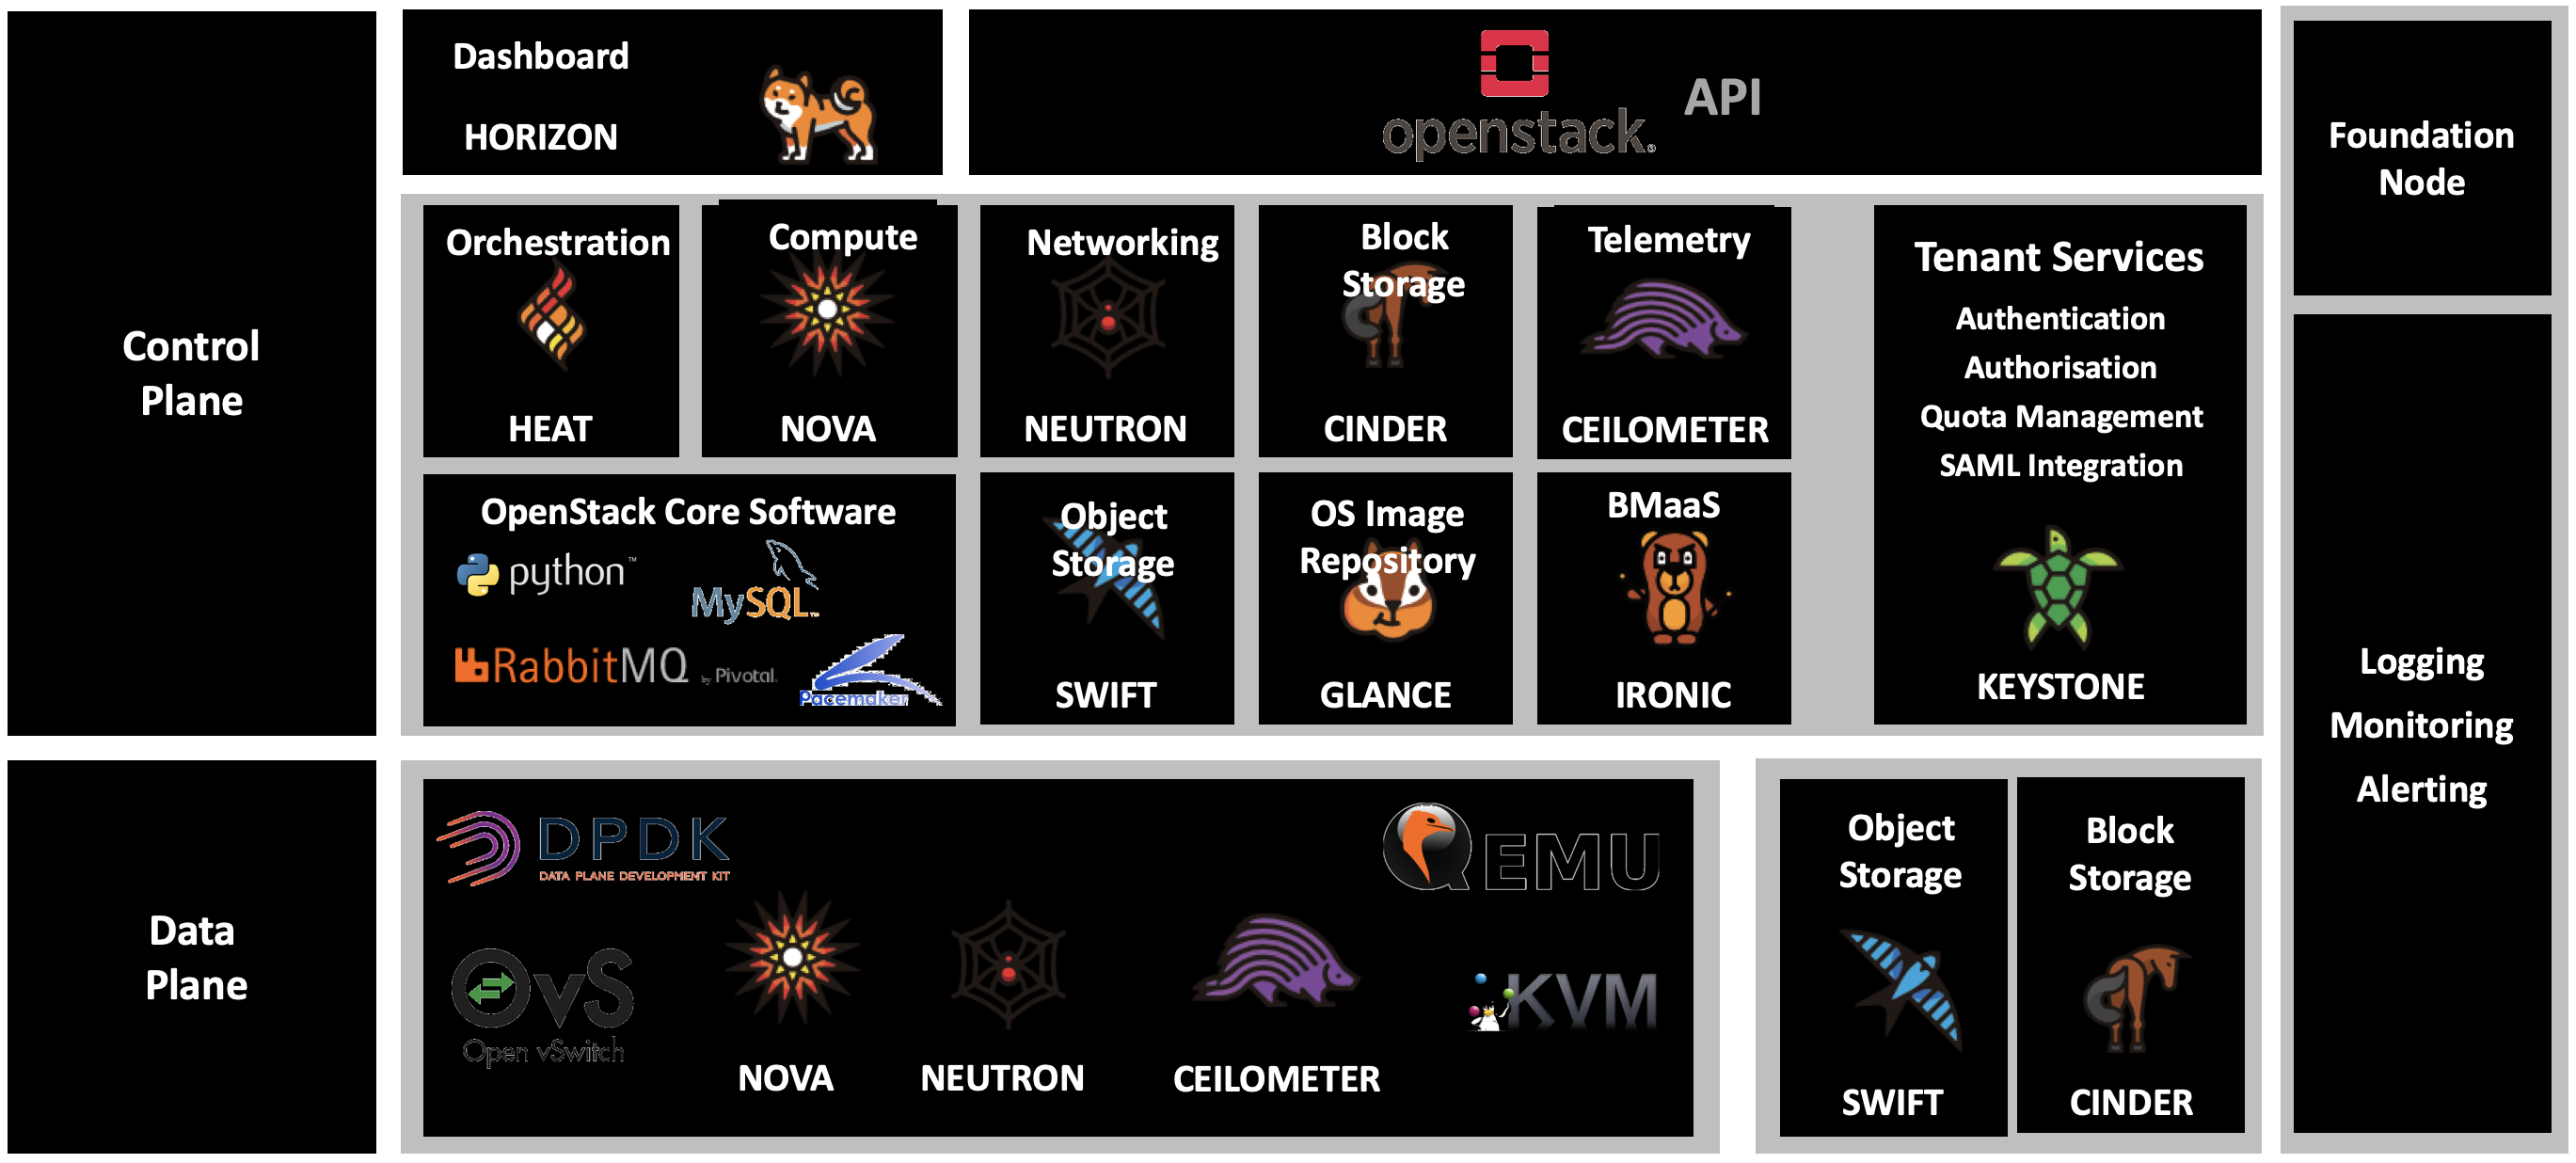 Control
Plane
Dashboard
HORIZON
openstack.
API
Foundation
Node
Orchestration
HEAT
Compute
NOVA
Networking
NEUTRON
Block
Storage
CINDER
Telemetry
CEILOMETER
Tenant Services
Authentication
Authorisation
Quota Management
SAML Integration
KEYSTONE
OpenStack Core Software
python™
MySQL™
RabbitMQ by Pivotal.
Pacemaker
Object
Storage
SWIFT
OS Image
Repository
GLANCE
BMaaS
IRONIC
Logging
Monitoring
Alerting
Data
Plane
DPDK
DATA PLANE DEVELOPMENT KIT
OvS
Open vSwitch
NOVA
NEUTRON
CEILOMETER
QEMU
KVM
Object
Storage
SWIFT
Block
Storage
CINDER